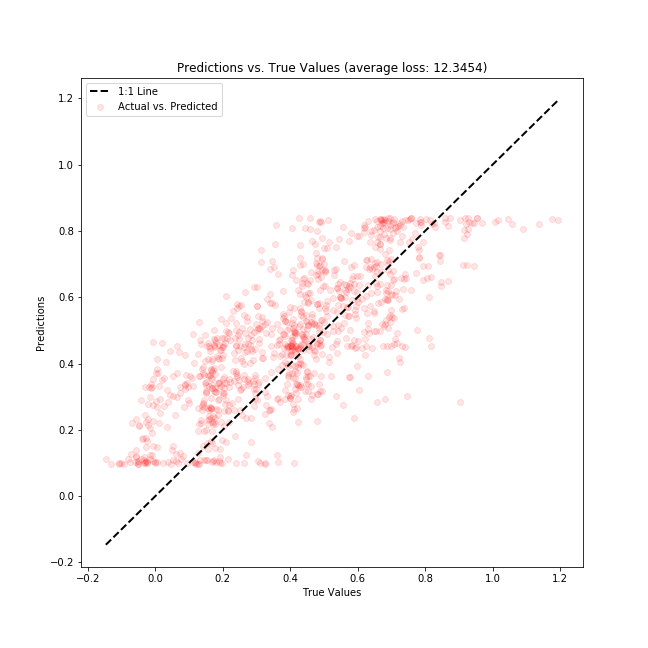 Predictions vs. True Values (average loss: 12.3454)
1:1 Line
Actual vs. Predicted
1.2
1.0
0.8
0.6
0.4
0.2
0.0
−0.2
Predictions
−0.2 0.0 0.2 0.4 0.6 0.8 1.0 1.2
True Values